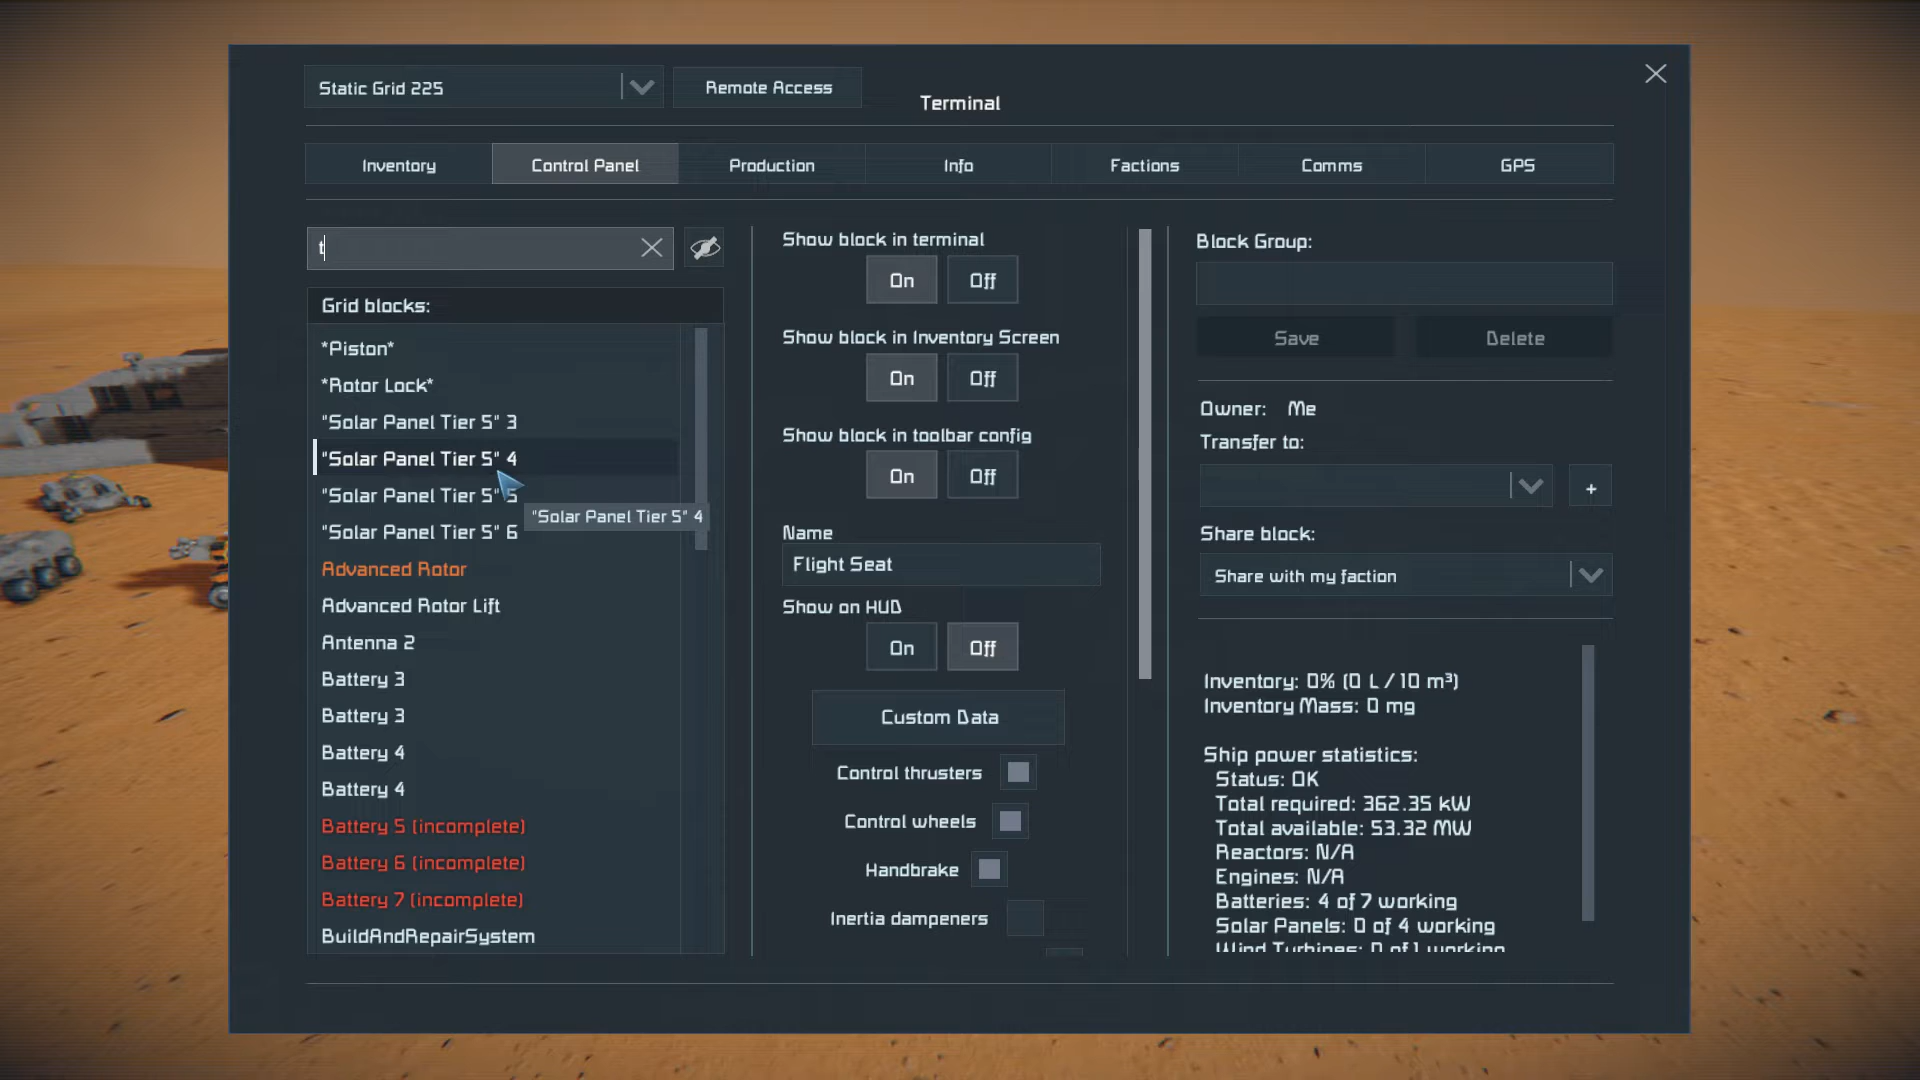 Static Grid 225
Remote Access
Terminal
Inventory
Control Panel
Production
Info
Factions
Comms
GPS
t
Grid blocks:
*Piston*
*Rotor Lock*
"Solar Panel Tier 5" 3
"Solar Panel Tier 5" 4
"Solar Panel Tier 5" 5
"Solar Panel Tier 5" 4
"Solar Panel Tier 5" 6
Advanced Rotor
Advanced Rotor Lift
Antenna 2
Battery 3
Battery 3
Battery 4
Battery 4
Battery 5 (incomplete)
Battery 6 (incomplete)
Battery 7 (incomplete)
BuildAndRepairSystem
Show block in terminal
On Off
Show block in Inventory Screen
On Off
Show block in toolbar config
On Off
Name
Flight Seat
Show on HUD
On Off
Custom Data
Control thrusters
Control wheels
Handbrake
Inertia dampeners
Block Group:
Save
Delete
Owner: Me
Transfer to:
+
Share block:
Share with my faction
Inventory: 0% (0 L / 10 m³)
Inventory Mass: 0 mg
Ship power statistics:
Status: OK
Total required: 362.35 kW
Total available: 53.32 MW
Reactors: N/A
Engines: N/A
Batteries: 4 of 7 working
Solar Panels: 0 of 4 working
Wind Turbines: 0 of 1 working